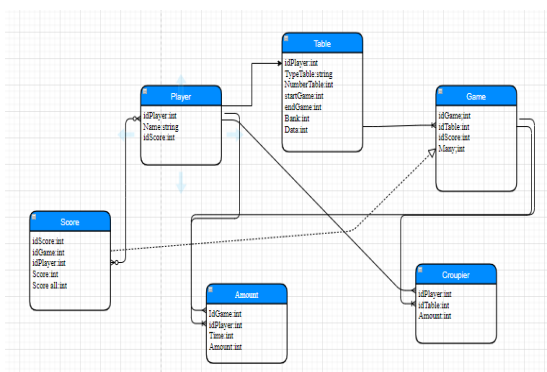 Table
idPlayer:int
TypeTable:string
NumberTable:int
startGame:int
endGame:int
Bank:int
Data:int
Player
idPlayer:int
Name:string
idScore:int
Game
idGame;int
idTable:int
idScore:int
Many;int
Score
idScore:int
idGame:int
idPlayer:int
Score:int
Score all:int
Amount
IdGame:int
idPlayer:int
Time:int
Amount:int
Croupier
idPlayer:int
idTable:int
Amount:int